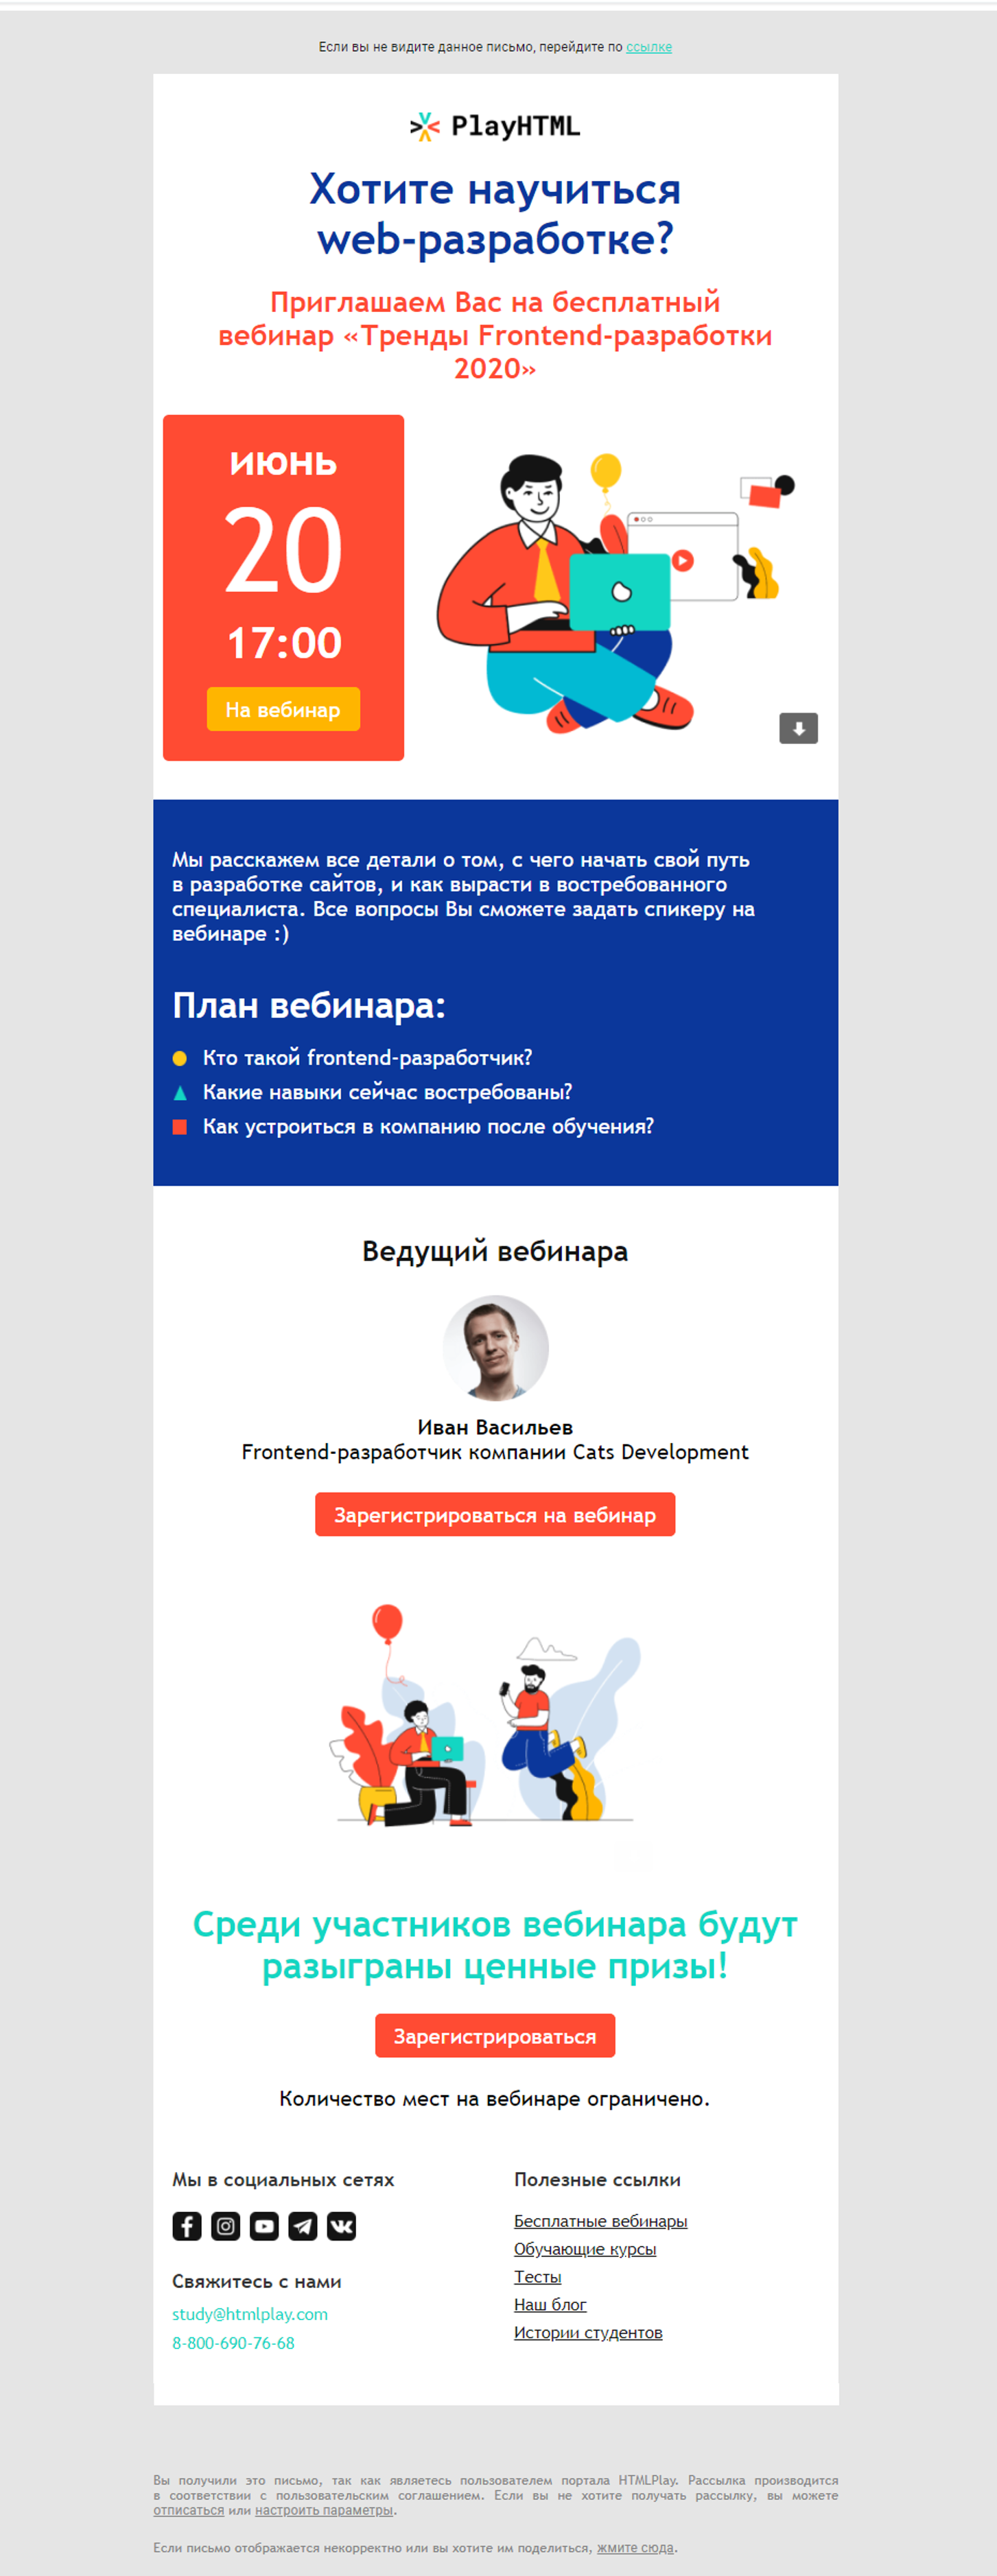 Если вы не видите данное письмо, перейдите по ссылке
PlayHTML
Хотите научиться
web-разработке?
Приглашаем Вас на бесплатный
вебинар «Тренды Frontend-разработки
2020»
ИЮНЬ
20
17:00
На вебинар
Мы расскажем все детали о том, с чего начать свой путь
в разработке сайтов, и как вырасти в востребованного
специалиста. Все вопросы Вы сможете задать спикеру на
вебинаре :)
План вебинара:
Кто такой frontend-разработчик?
Какие навыки сейчас востребованы?
Как устроиться в компанию после обучения?
Ведущий вебинара
Иван Васильев
Frontend-разработчик компании Cats Development
Зарегистрироваться на вебинар
Среди участников вебинара будут
разыграны ценные призы!
Зарегистрироваться
Количество мест на вебинаре ограничено.
Мы в социальных сетях
Свяжитесь с нами
study@htmlplay.com
8-800-690-76-68
Полезные ссылки
Бесплатные вебинары
Обучающие курсы
Тесты
Наш блог
Истории студентов
Вы получили это письмо, так как являетесь пользователем портала HTMLPlay. Рассылка производится
в соответствии с пользовательским соглашением. Если вы не хотите получать рассылку, вы можете
отписаться или настроить параметры.
Если письмо отображается некорректно или вы хотите им поделиться, жмите сюда.